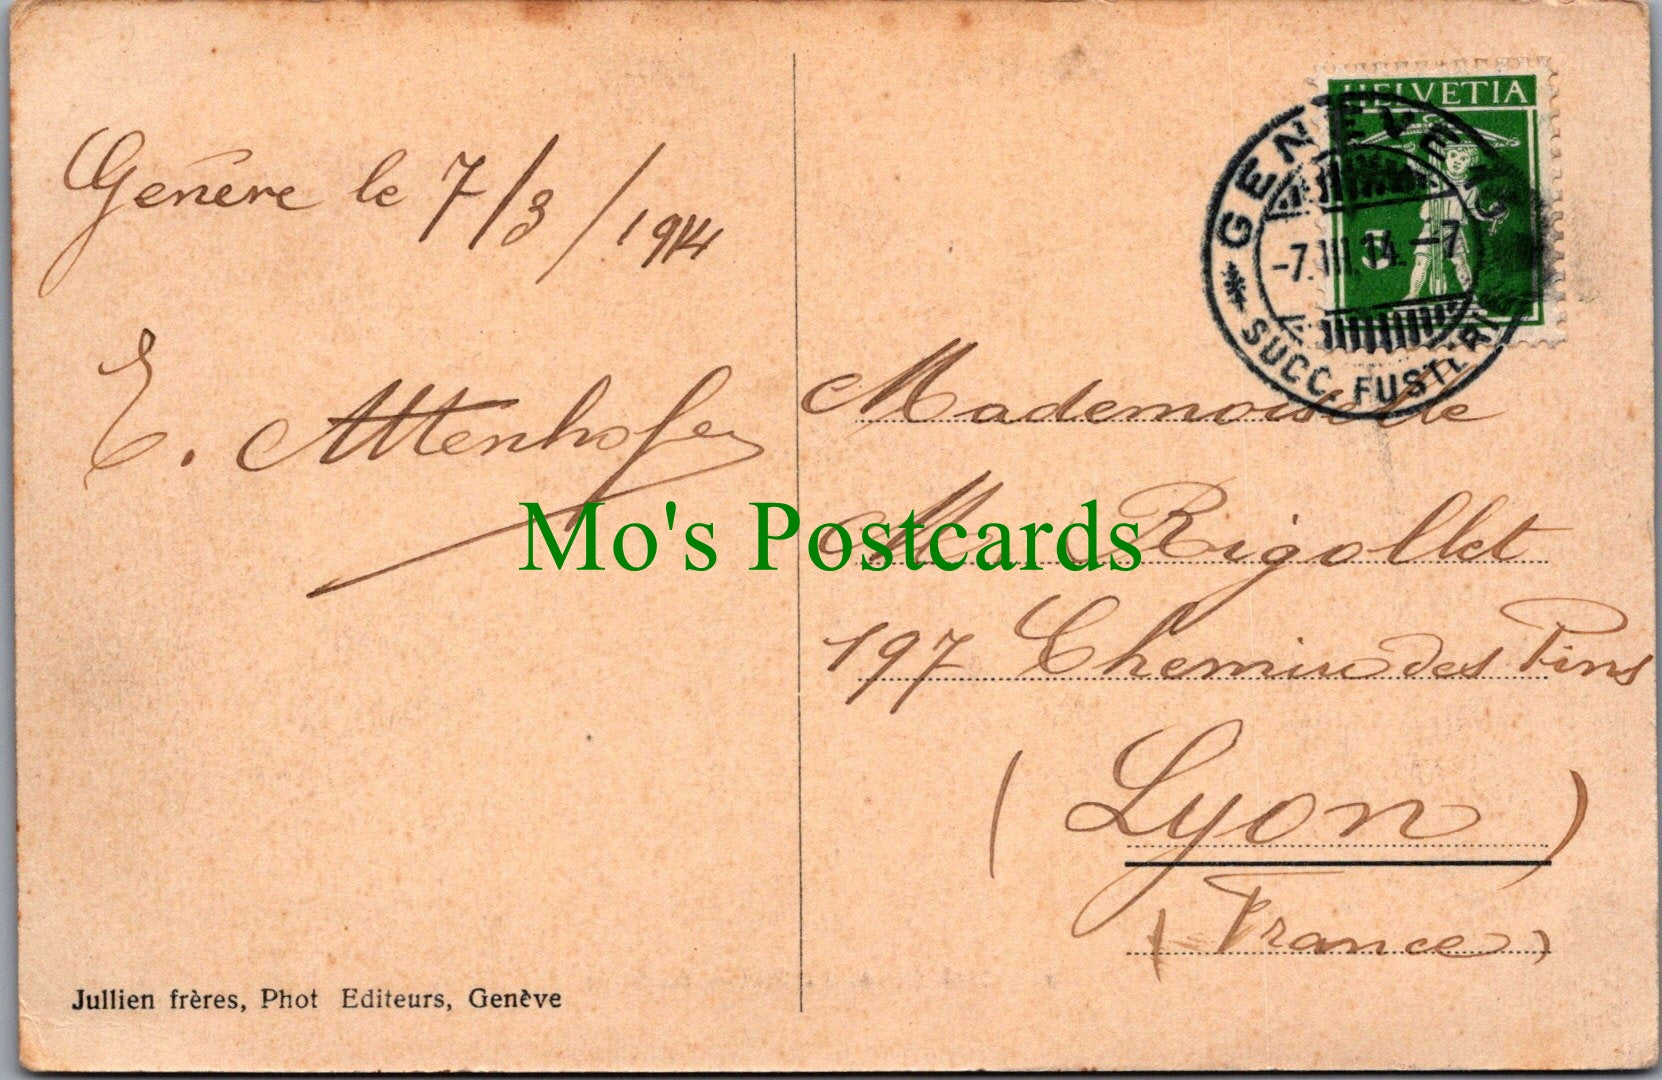 Genève le 7/3/1914
E. Attenhofer
Jullien frères, Phot Editeurs, Genève
HELVETIA
5
GENEVE
-7.III.14.-7
SUCC. FUSTERIE
Mademoiselle
M. Rigollet
197 Chemin des Pins
(Lyon)
(France)
Mo's Postcards